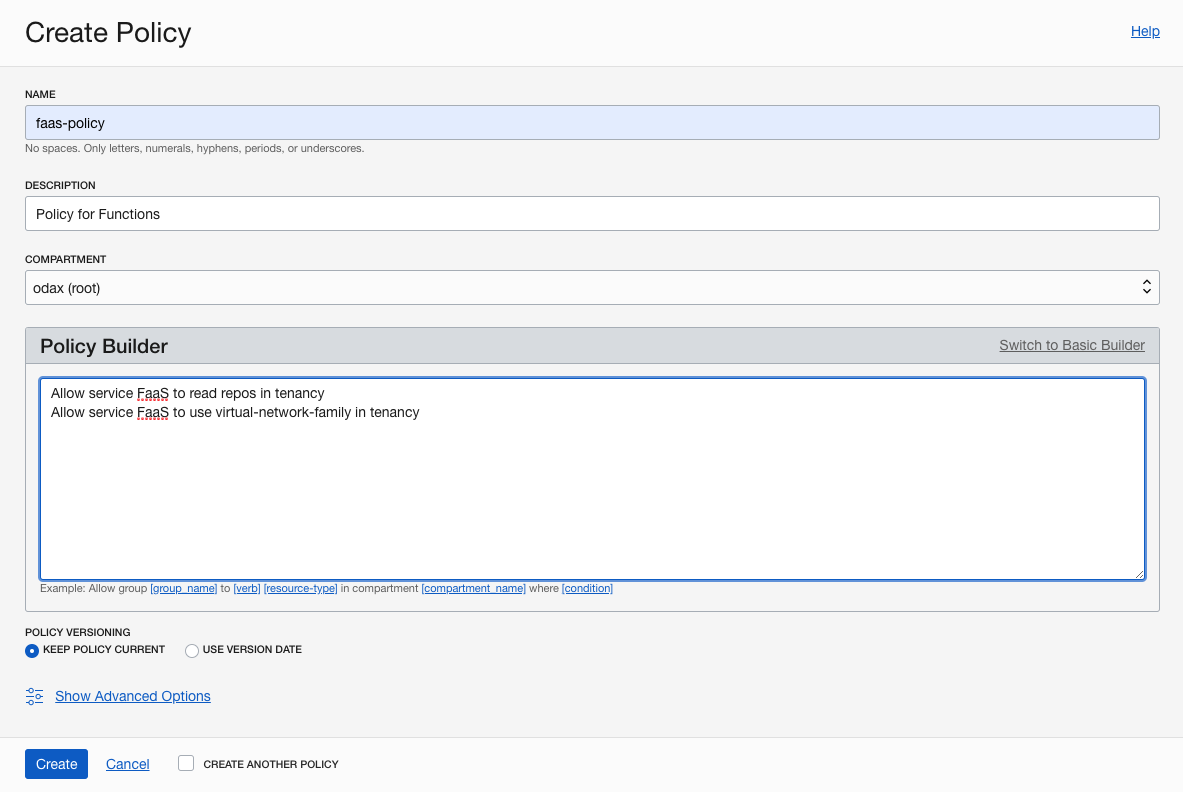 Create Policy
Help
NAME
faas-policy
No spaces. Only letters, numerals, hyphens, periods, or underscores.
DESCRIPTION
Policy for Functions
COMPARTMENT
odax (root)
Policy Builder
Switch to Basic Builder
Allow service FaaS to read repos in tenancy
Allow service FaaS to use virtual-network-family in tenancy
Example: Allow group [group_name] to [verb] [resource-type] in compartment [compartment_name] where [condition]
POLICY VERSIONING
KEEP POLICY CURRENT
USE VERSION DATE
Show Advanced Options
Create
Cancel
CREATE ANOTHER POLICY